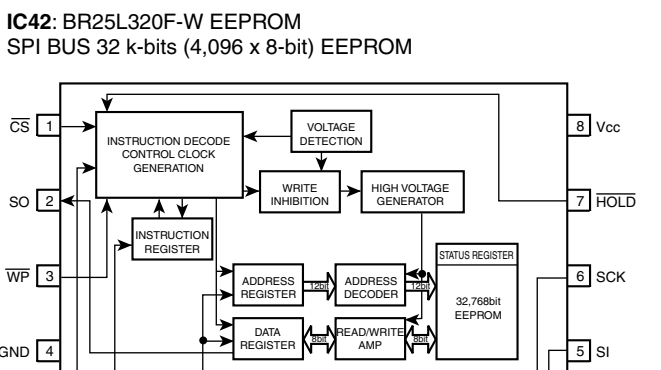 IC42: BR25L320F-W EEPROM
SPI BUS 32 k-bits (4,096 x 8-bit) EEPROM
CS 1
INSTRUCTION DECODE
CONTROL CLOCK
GENERATION
VOLTAGE
DETECTION
8 Vcc
SO 2
WRITE
INHIBITION
HIGH VOLTAGE
GENERATOR
7 HOLD
INSTRUCTION
REGISTER
STATUS REGISTER
WP 3
ADDRESS
REGISTER
12bit
ADDRESS
DECODER
12bit
32,768bit
EEPROM
6 SCK
GND 4
DATA
REGISTER
8bit
READ/WRITE
AMP
8bit
5 SI